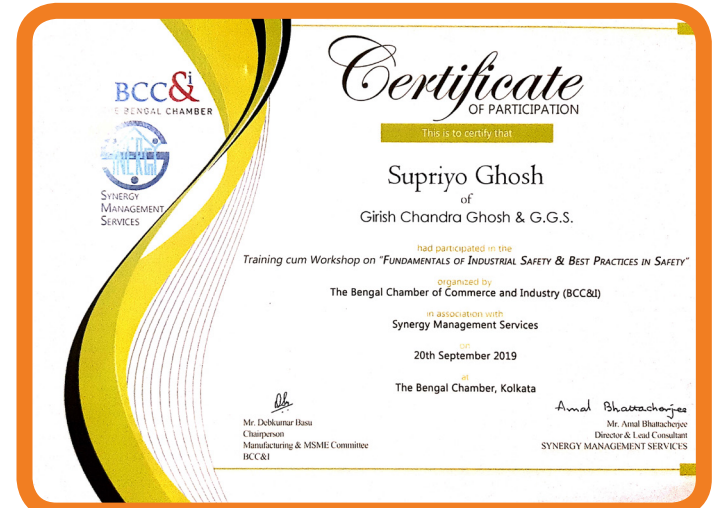 BCC&i
BENGAL CHAMBER
SYNERGY
MANAGEMENT
SERVICES
Certificate
OF PARTICIPATION
This is to certify that
Supriyo Ghosh
of
Girish Chandra Ghosh & G.G.S.
had participated in the
Training cum Workshop on "FUNDAMENTALS OF INDUSTRIAL SAFETY & BEST PRACTICES IN SAFETY"
organized by
The Bengal Chamber of Commerce and Industry (BCC&I)
in association with
Synergy Management Services
on
20th September 2019
at
The Bengal Chamber, Kolkata
Mr. Debkumar Basu
Chairperson
Manufacturing & MSME Committee
BCC&I
Amal Bhattacharjee
Mr. Amal Bhattacherjee
Director & Lead Consultant
SYNERGY MANAGEMENT SERVICES